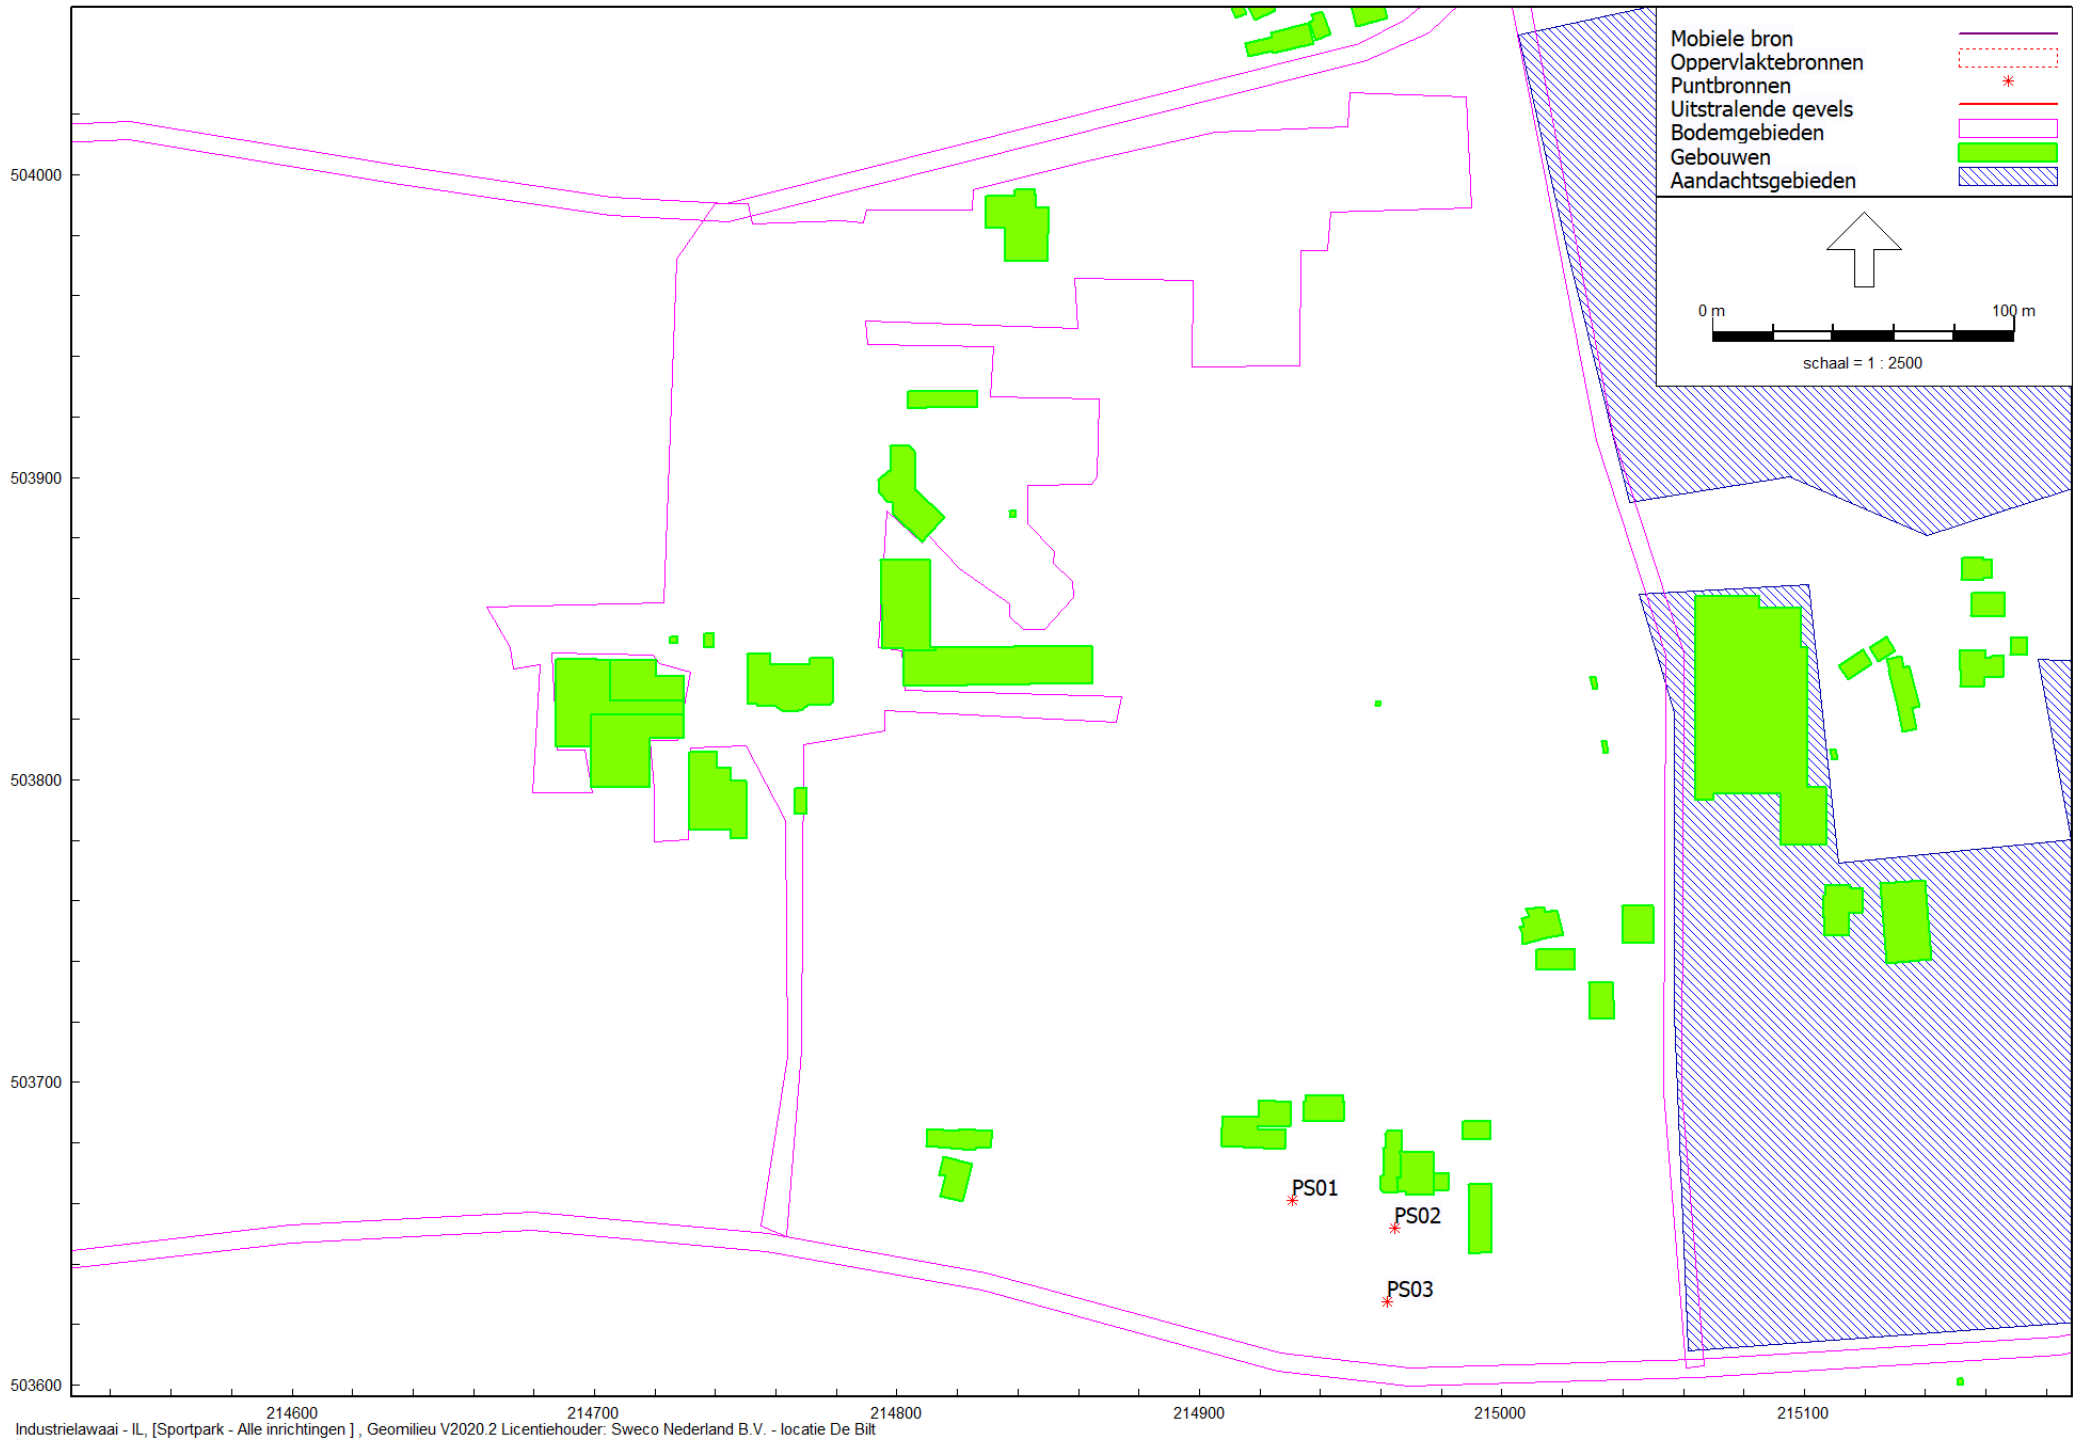 Mobiele bron
Oppervlaktebronnen
Puntbronnen
Uitstralende gevels
Bodemgebieden
Gebouwen
Aandachtsgebieden
0 m 100 m
schaal = 1 : 2500
504000
503900
503800
503700
503600
PS01
PS02
PS03
214600 214700 214800 214900 215000 215100
Industrielawaai - IL, [Sportpark - Alle inrichtingen ] , Geomilieu V2020.2 Licentiehouder: Sweco Nederland B.V. - locatie De Bilt